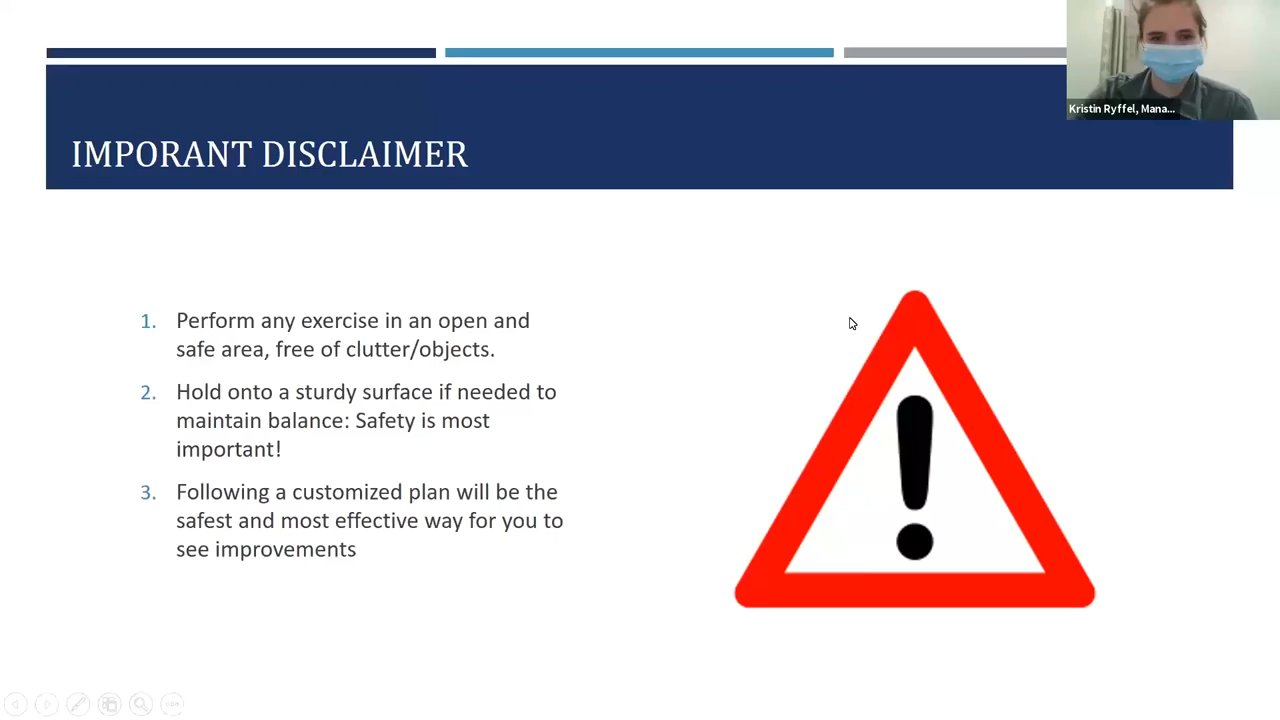 Kristin Ryffel, Mana...
IMPORANT DISCLAIMER
1. Perform any exercise in an open and
safe area, free of clutter/objects.
2. Hold onto a sturdy surface if needed to
maintain balance: Safety is most
important!
3. Following a customized plan will be the
safest and most effective way for you to
see improvements